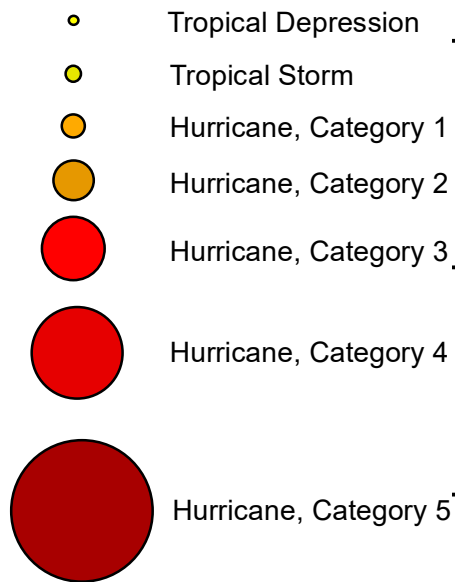 Tropical Depression
Tropical Storm
Hurricane, Category 1
Hurricane, Category 2
Hurricane, Category 3
Hurricane, Category 4
Hurricane, Category 5